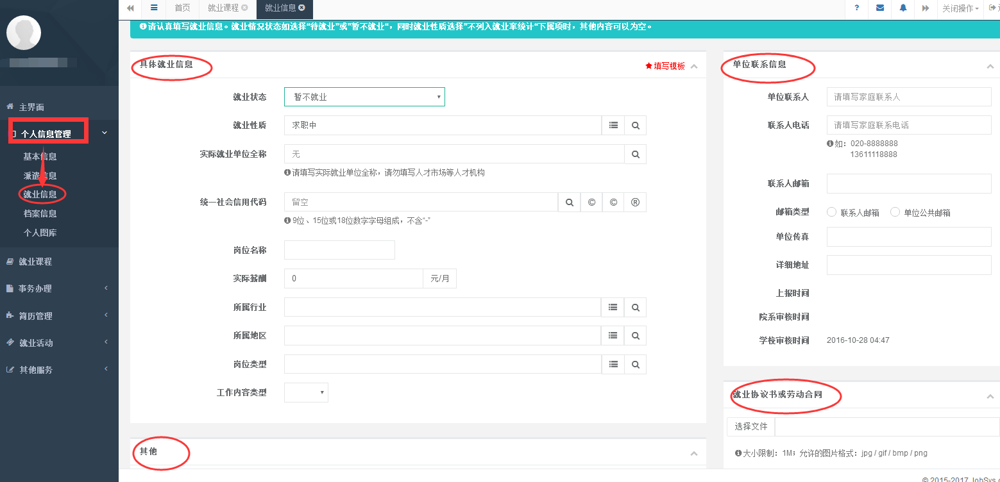 首页
就业课程
就业信息
?
关闭操作
请认真填写就业信息。就业情况状态如选择“待就业”或”暂不就业“，同时就业性质选择”不列入就业率统计“下属项时，其他内容可以为空。
主界面
个人信息管理
基本信息
派遣信息
就业信息
档案信息
个人图库
就业课程
事务办理
简历管理
就业活动
其他服务
具体就业信息
填写模板
就业状态 暂不就业
就业性质 求职中
实际就业单位全称 无
请填写实际就业单位全称，请勿填写人才市场等人才机构
统一社会信用代码 留空 © © ®
9位、15位或18位数字字母组成，不含“-”
岗位名称
实际薪酬 0 元/月
所属行业
所属地区
岗位类型
工作内容类型
其他
单位联系信息
单位联系人 请填写家庭联系人
联系人电话 请填写家庭联系电话
如：020-8888888
13611118888
联系人邮箱
邮箱类型 联系人邮箱 单位公共邮箱
单位传真
详细地址
上报时间
院系审核时间
学校审核时间 2016-10-28 04:47
就业协议书或劳动合同
选择文件
大小限制：1M；允许的图片格式：jpg / gif / bmp / png
© 2015-2017 JobSys.c